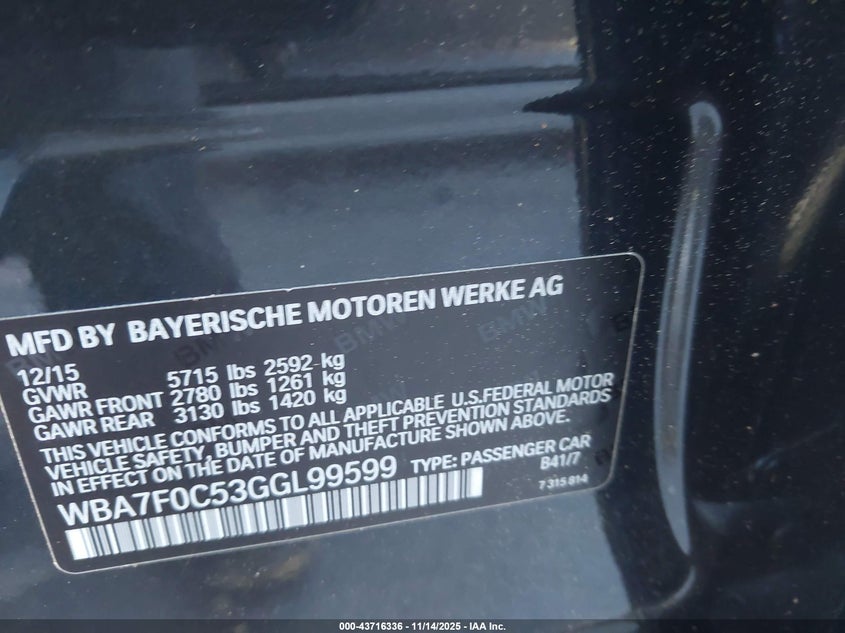 MFD BY BAYERISCHE MOTOREN WERKE AG
12/15
GVWR 5715 lbs 2592 kg
GAWR FRONT 2780 lbs 1261 kg
GAWR REAR 3130 lbs 1420 kg
THIS VEHICLE CONFORMS TO ALL APPLICABLE U.S.FEDERAL MOTOR
VEHICLE SAFETY, BUMPER AND THEFT PREVENTION STANDARDS
IN EFFECT ON THE DATE OF MANUFACTURE SHOWN ABOVE.
WBA7F0C53GGL99599 TYPE: PASSENGER CAR
B41/7
7 315 814
000-43716336 - 11/14/2025 - IAA Inc.